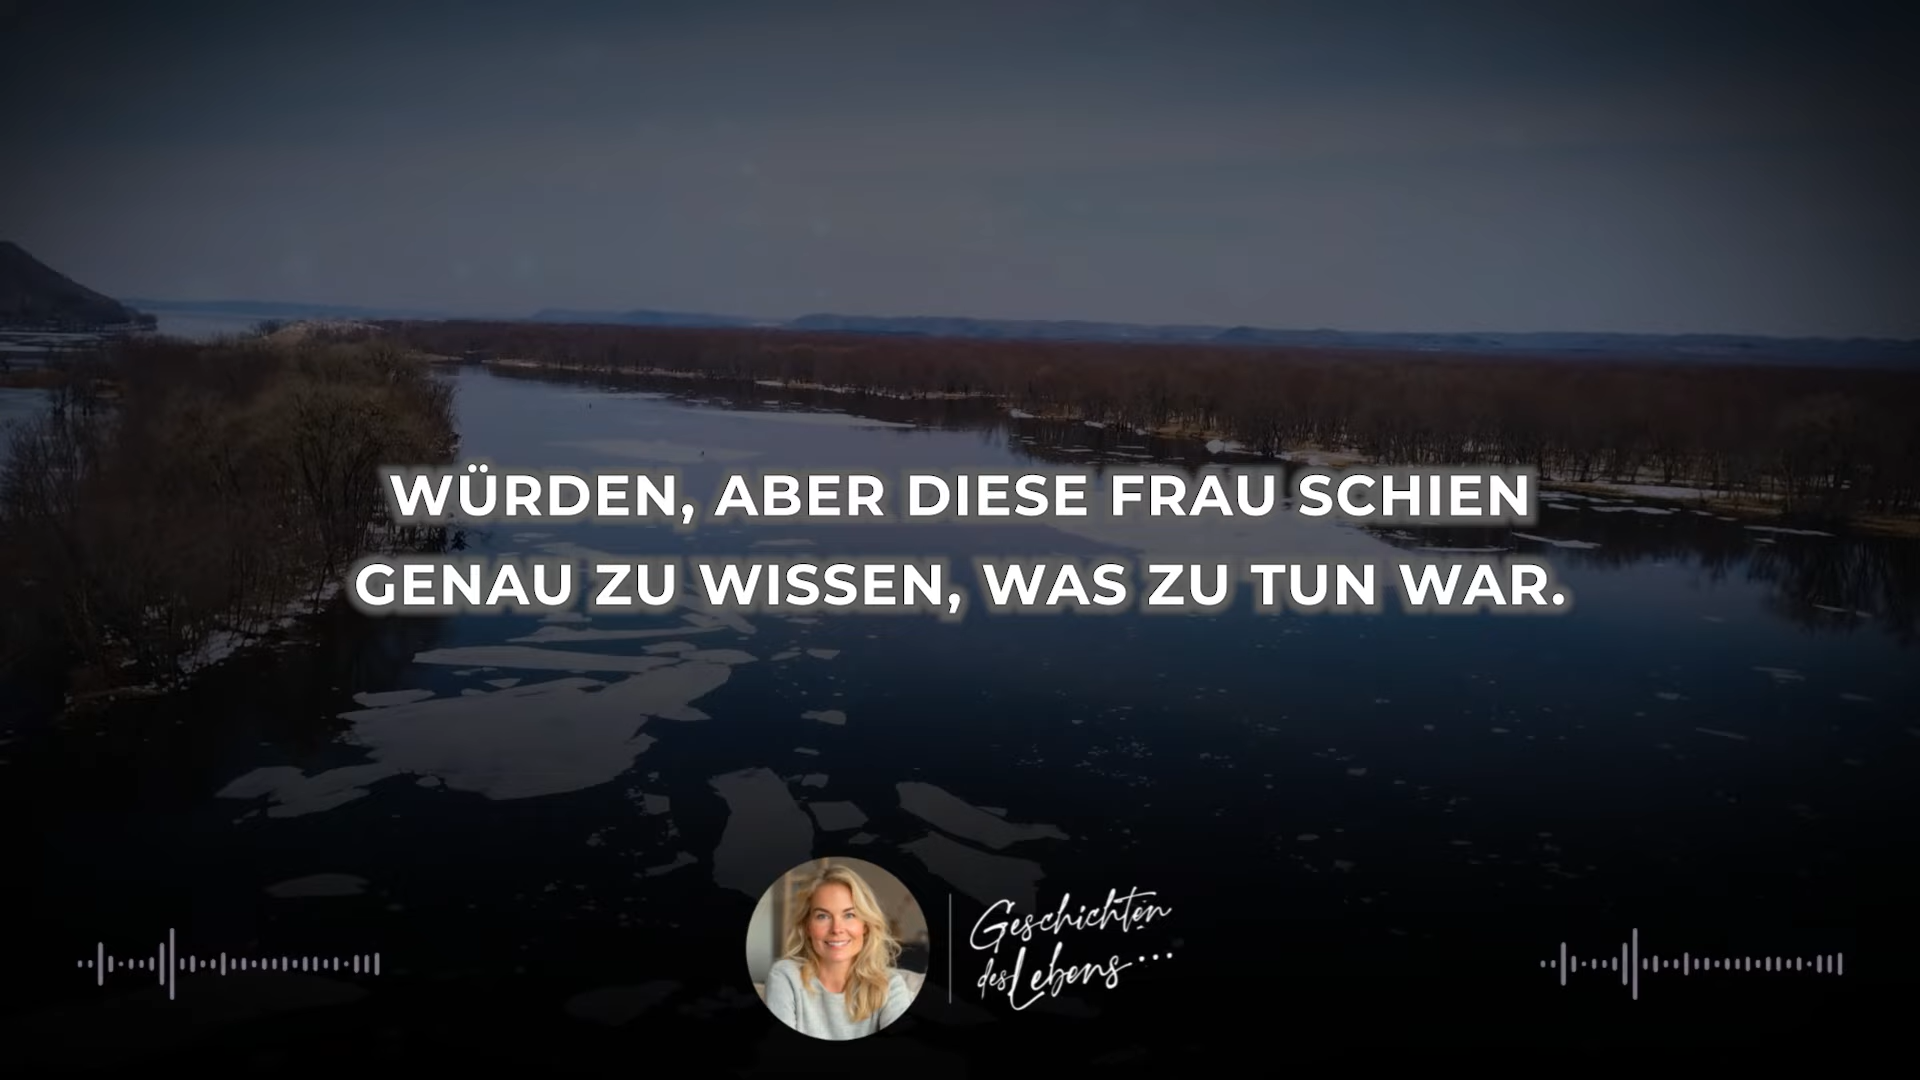 WÜRDEN, ABER DIESE FRAU SCHIEN
GENAU ZU WISSEN, WAS ZU TUN WAR.
Geschichten
des Lebens...